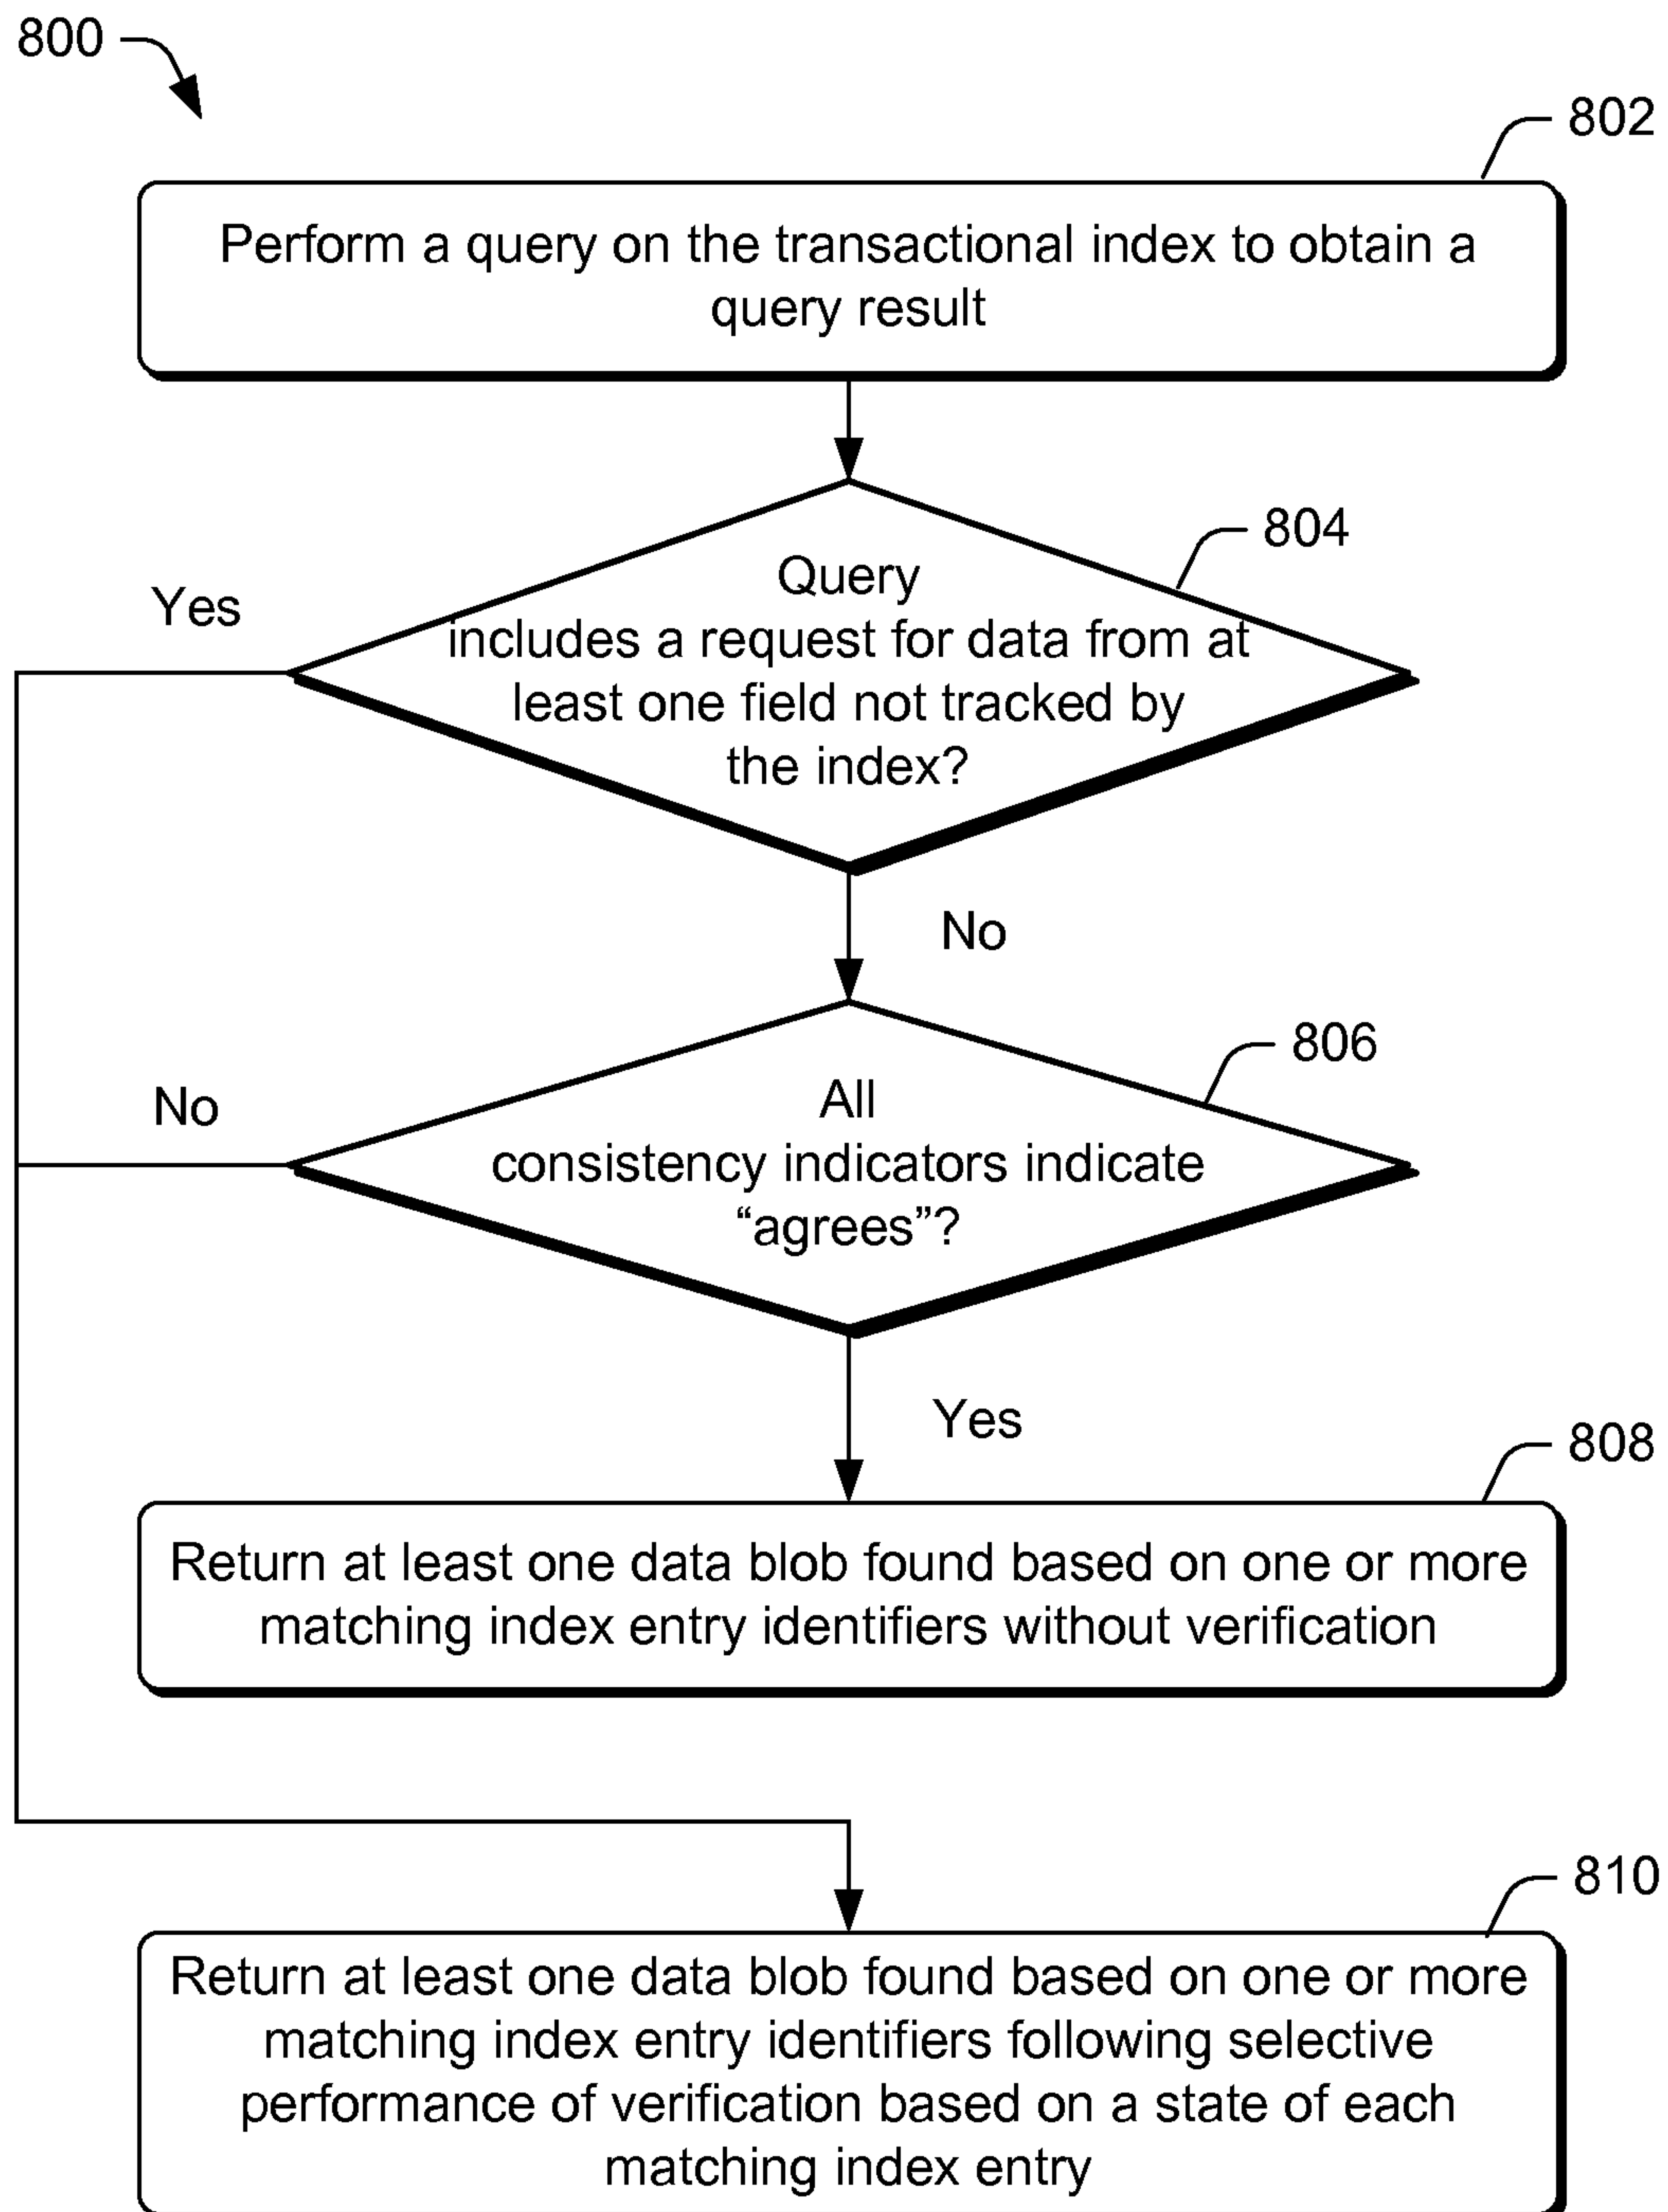 800
802
Perform a query on the transactional index to obtain a
query result
804
Query
includes a request for data from at
least one field not tracked by
the index?
Yes
No
806
All
consistency indicators indicate
“agrees”?
No
Yes
808
Return at least one data blob found based on one or more
matching index entry identifiers without verification
810
Return at least one data blob found based on one or more
matching index entry identifiers following selective
performance of verification based on a state of each
matching index entry